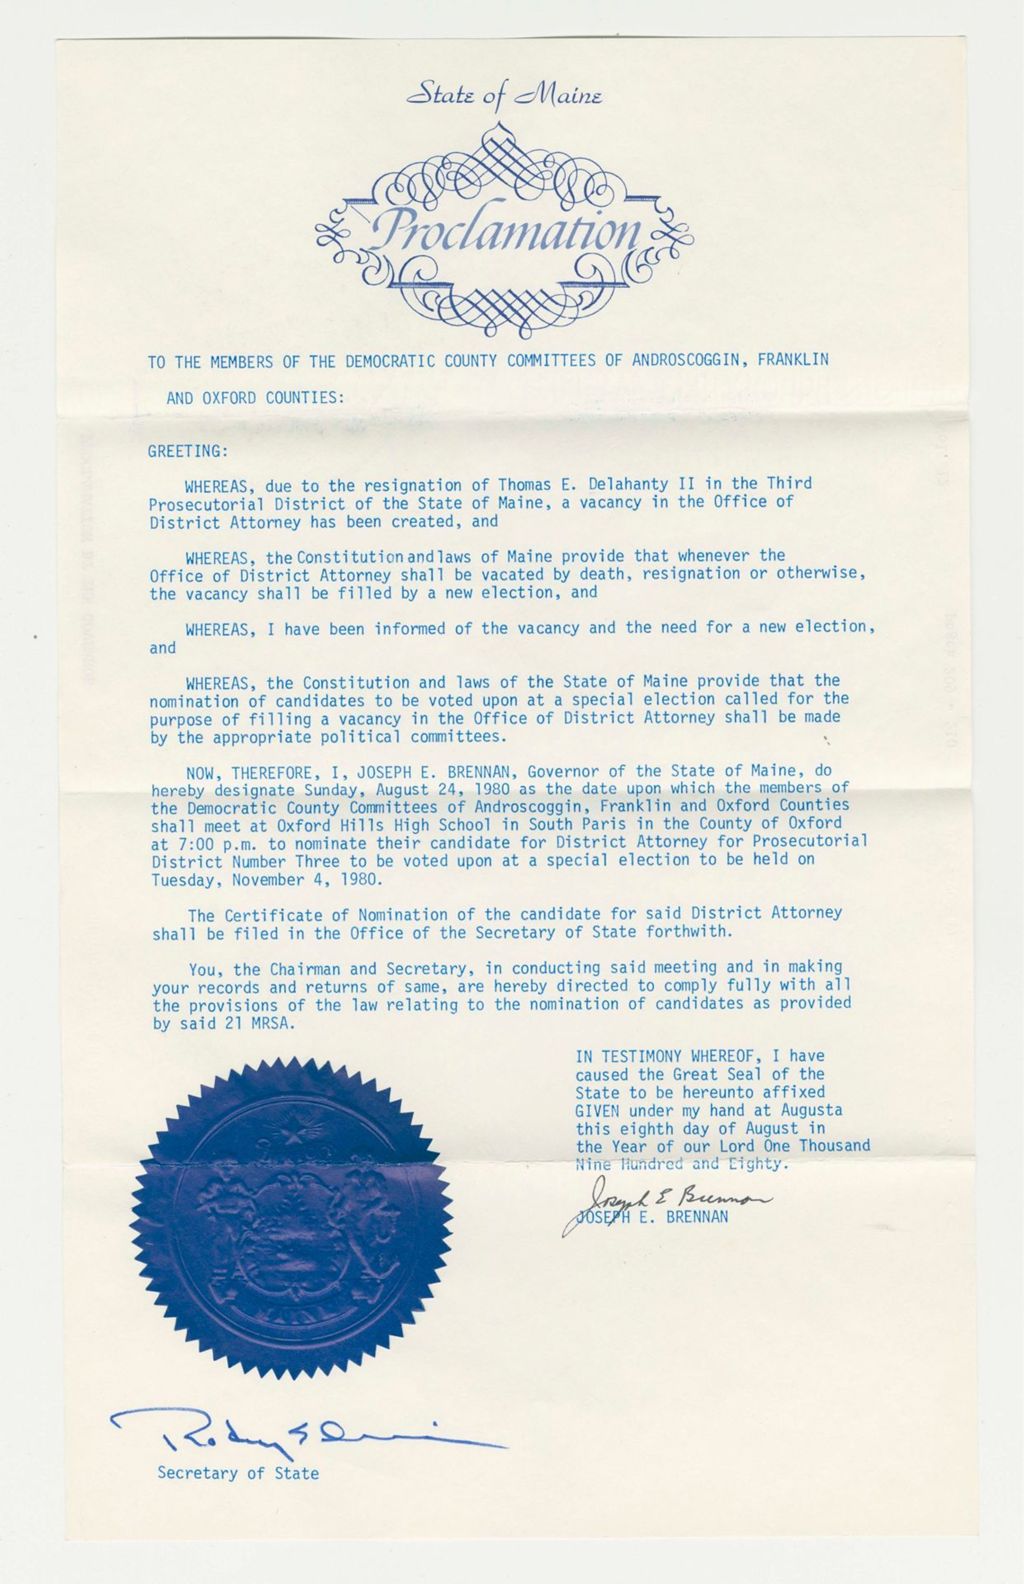 State of Maine
Proclamation
TO THE MEMBERS OF THE DEMOCRATIC COUNTY COMMITTEES OF ANDROSCOGGIN, FRANKLIN
AND OXFORD COUNTIES:
GREETING:
WHEREAS, due to the resignation of Thomas E. Delahanty II in the Third
Prosecutorial District of the State of Maine, a vacancy in the Office of
District Attorney has been created, and
WHEREAS, the Constitution and laws of Maine provide that whenever the
Office of District Attorney shall be vacated by death, resignation or otherwise,
the vacancy shall be filled by a new election, and
WHEREAS, I have been informed of the vacancy and the need for a new election,
and
WHEREAS, the Constitution and laws of the State of Maine provide that the
nomination of candidates to be voted upon at a special election called for the
purpose of filling a vacancy in the Office of District Attorney shall be made
by the appropriate political committees.
NOW, THEREFORE, I, JOSEPH E. BRENNAN, Governor of the State of Maine, do
hereby designate Sunday, August 24, 1980 as the date upon which the members of
the Democratic County Committees of Androscoggin, Franklin and Oxford Counties
shall meet at Oxford Hills High School in South Paris in the County of Oxford
at 7:00 p.m. to nominate their candidate for District Attorney for Prosecutorial
District Number Three to be voted upon at a special election to be held on
Tuesday, November 4, 1980.
The Certificate of Nomination of the candidate for said District Attorney
shall be filed in the Office of the Secretary of State forthwith.
You, the Chairman and Secretary, in conducting said meeting and in making
your records and returns of same, are hereby directed to comply fully with all
the provisions of the law relating to the nomination of candidates as provided
by said 21 MRSA.
IN TESTIMONY WHEREOF, I have
caused the Great Seal of the
State to be hereunto affixed
GIVEN under my hand at Augusta
this eighth day of August in
the Year of our Lord One Thousand
Nine Hundred and Eighty.
Joseph E Brennan
JOSEPH E. BRENNAN
MAINE
Secretary of State